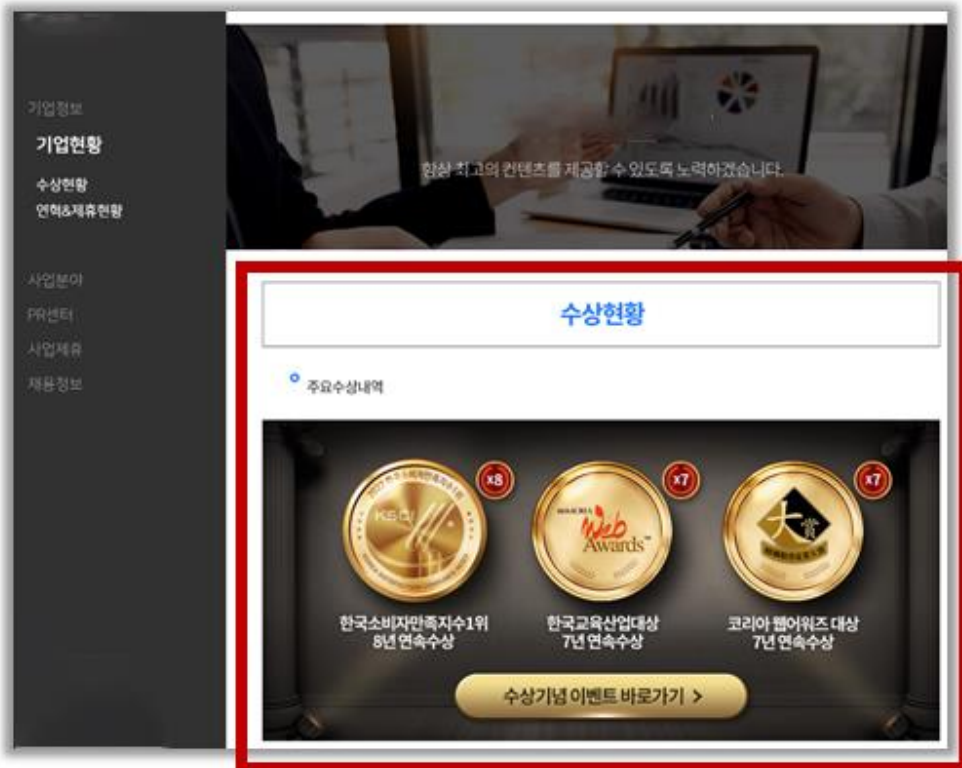 기업정보
기업현황
수상현황
연혁&제휴현황
사업분야
PR센터
사업제휴
채용정보
항상 최고의 컨텐츠를 제공할 수 있도록 노력하겠습니다.
수상현황
주요수상내역
x8
KSCI
한국소비자만족지수1위
8년 연속수상
x7
Web
Awards
한국교육산업대상
7년 연속수상
x7
大
賞
코리아 웹어워즈 대상
7년 연속수상
수상기념 이벤트 바로가기 >